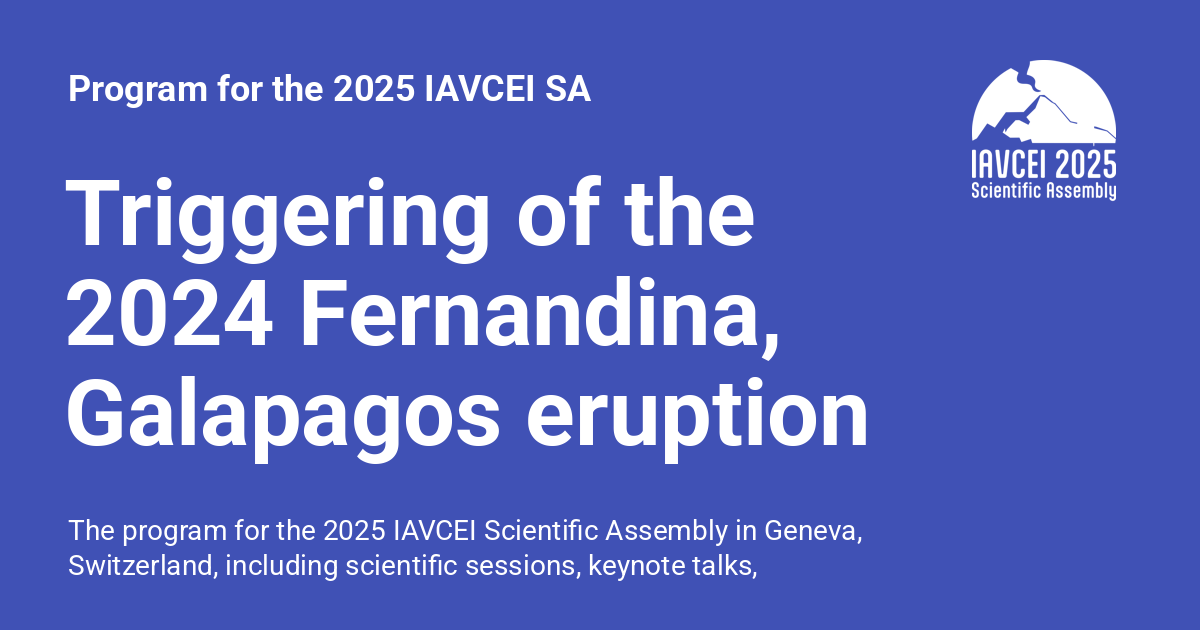 Program for the 2025 IAVCEI SA
IAVCEI 2025
Scientific Assembly
Triggering of the
2024 Fernandina,
Galapagos eruption
The program for the 2025 IAVCEI Scientific Assembly in Geneva,
Switzerland, including scientific sessions, keynote talks,